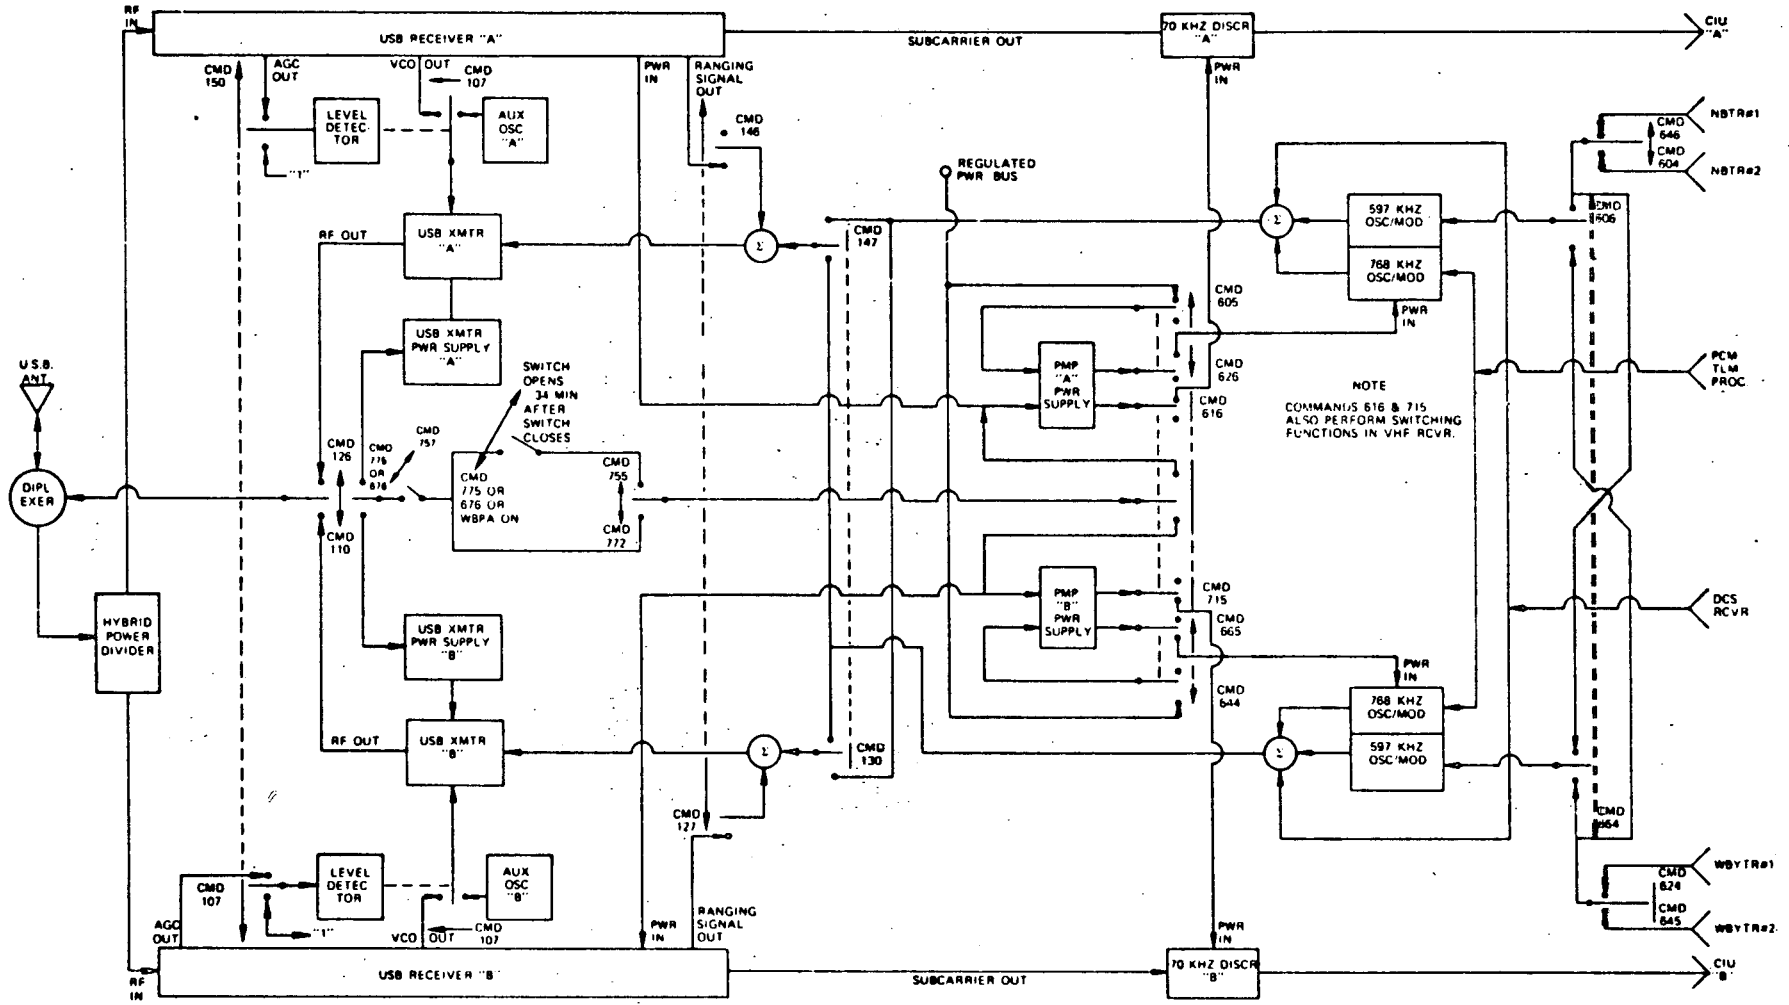 RF
IN
USB RECEIVER "A"
SUBCARRIER OUT
70 KHZ DISCR
"A"
CIU
"A"
CMD
150
AGC
OUT
VCO OUT
CMD
107
PWR
IN
RANGING
SIGNAL
OUT
PWR
IN
LEVEL
DETEC-
TOR
AUX
OSC
"A"
CMD
146
"1"
REGULATED
PWR BUS
NBTR#1
CMD
646
CMD
604
NBTR#2
RF OUT
USB XMTR
"A"
Σ
CMD
147
Σ
597 KHZ
OSC/MOD
768 KHZ
OSC/MOD
CMD
606
PWR
IN
CMD
605
USB XMTR
PWR SUPPLY
"A"
U.S.B.
ANT.
SWITCH
OPENS
34 MIN
AFTER
SWITCH
CLOSES
PMP
"A"
PWR
SUPPLY
CMD
626
CMD
616
PCM
TLM
PROC
NOTE
COMMANDS 616 & 715
ALSO PERFORM SWITCHING
FUNCTIONS IN VHF RCVR.
CMD
126
CMD
776
OR
676
CMD
757
DIPL
EXER
CMD
775 OR
676 OR
WBPA ON
CMD
755
CMD
772
CMD
110
HYBRID
POWER
DIVIDER
USB XMTR
PWR SUPPLY
"B"
PMP
"B"
PWR
SUPPLY
CMD
715
CMD
665
CMD
644
DCS
RCVR
PWR
IN
768 KHZ
OSC/MOD
597 KHZ
OSC/MOD
RF OUT
USB XMTR
"B"
Σ
CMD
130
Σ
CMD
127
CMD
664
LEVEL
DETEC
TOR
AUX
OSC
"B"
CMD
107
"1"
AGC
OUT
VCO OUT
CMD
107
PWR
IN
RANGING
SIGNAL
OUT
PWR
IN
WBVTR#1
CMD
624
CMD
645
WBVTR#2
RF
IN
USB RECEIVER "B"
SUBCARRIER OUT
70 KHZ DISCR
"B"
CIU
"B"